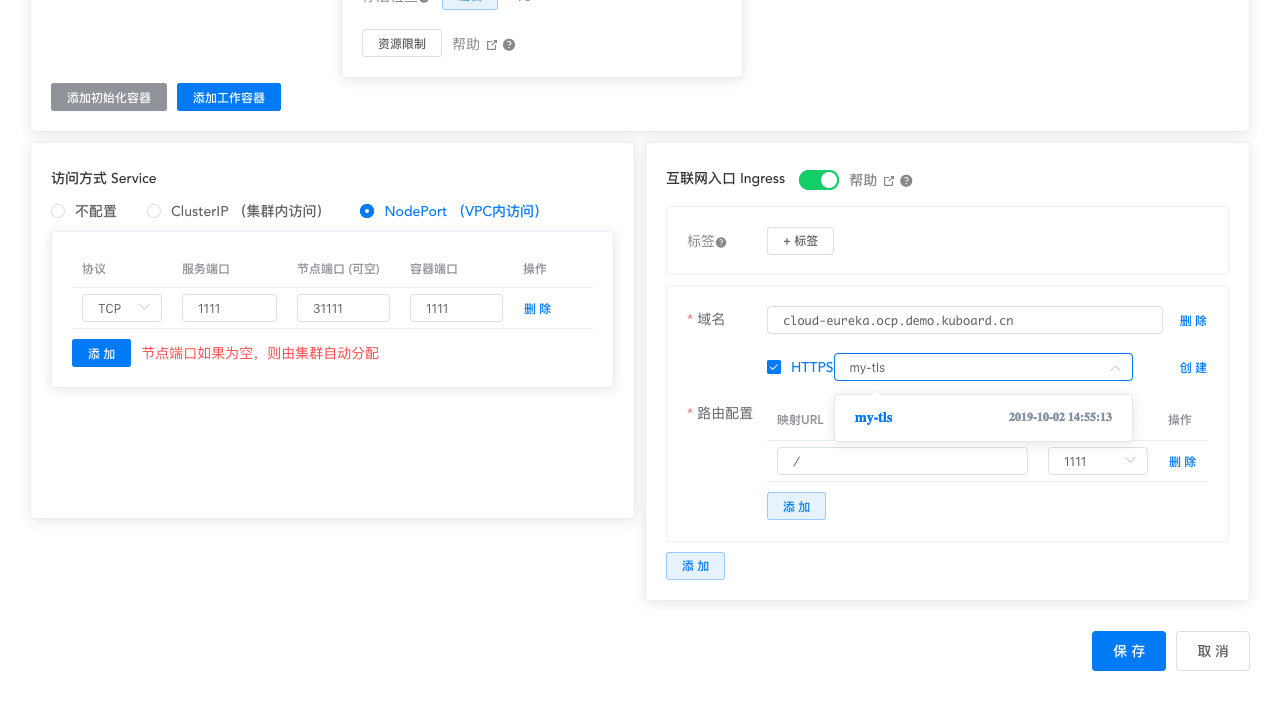 资源限制 帮助
添加初始化容器 添加工作容器
访问方式 Service
不配置 ClusterIP （集群内访问） NodePort （VPC内访问）
协议 服务端口 节点端口 (可空) 容器端口 操作
TCP 1111 31111 1111 删 除
添 加 节点端口如果为空，则由集群自动分配
互联网入口 Ingress 帮助
标签 + 标签
* 域名 cloud-eureka.ocp.demo.kuboard.cn 删 除
HTTPS my-tls 创 建
my-tls 2019-10-02 14:55:13
* 路由配置 映射URL 操作
/ 1111 删 除
添 加
添 加
保 存 取 消